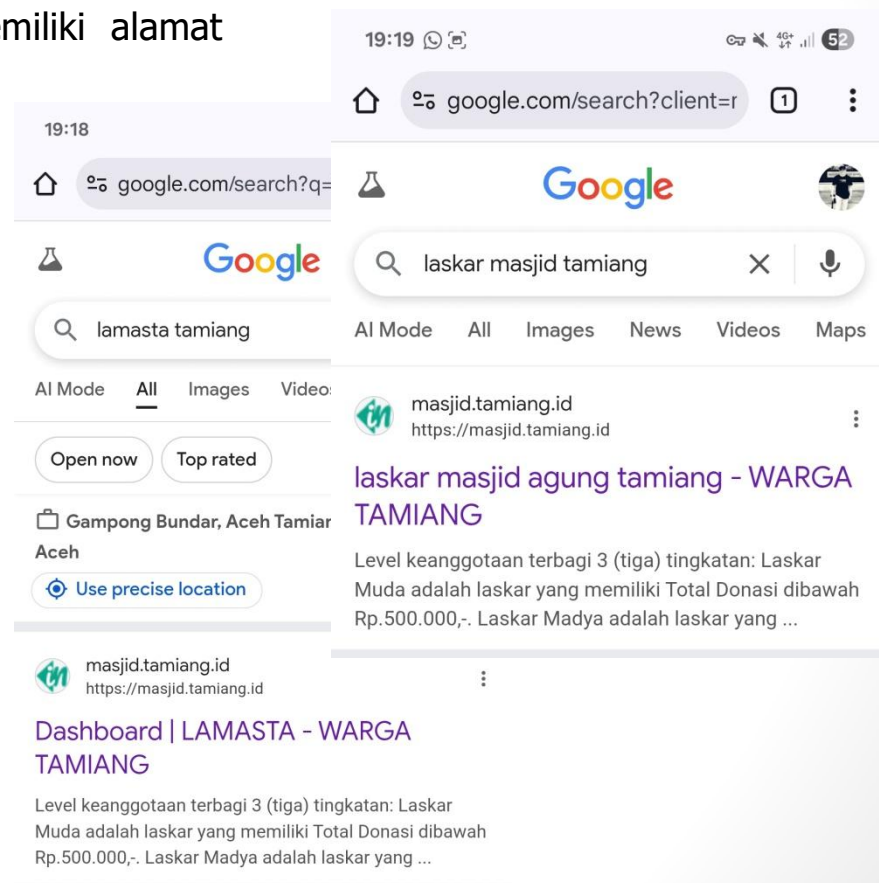 emiliki alamat
19:18
google.com/search?q=
Google
lamasta tamiang
AI Mode All Images Videos
Open now Top rated
Gampong Bundar, Aceh Tamiar
Aceh
Use precise location
masjid.tamiang.id
https://masjid.tamiang.id
Dashboard | LAMASTA - WARGA
TAMIANG
Level keanggotaan terbagi 3 (tiga) tingkatan: Laskar
Muda adalah laskar yang memiliki Total Donasi dibawah
Rp.500.000,-. Laskar Madya adalah laskar yang ...
19:19 4G+ 52
google.com/search?client=r 1
Google
laskar masjid tamiang
AI Mode All Images News Videos Maps
masjid.tamiang.id
https://masjid.tamiang.id
laskar masjid agung tamiang - WARGA
TAMIANG
Level keanggotaan terbagi 3 (tiga) tingkatan: Laskar
Muda adalah laskar yang memiliki Total Donasi dibawah
Rp.500.000,-. Laskar Madya adalah laskar yang ...